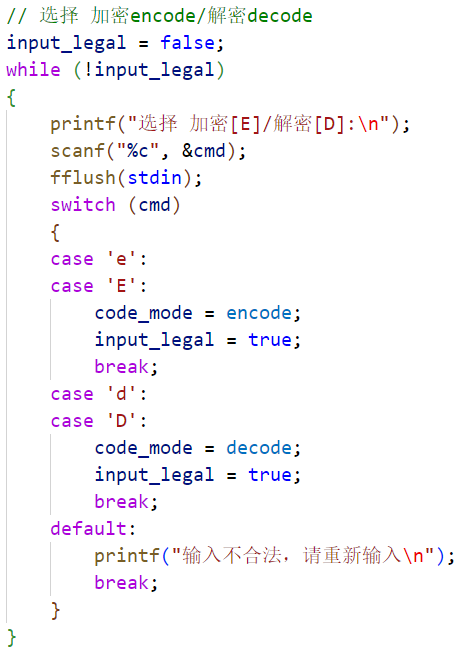 // 选择 加密encode/解密decode
input_legal = false;
while (!input_legal)
{
    printf("选择 加密[E]/解密[D]:\n");
    scanf("%c", &cmd);
    fflush(stdin);
    switch (cmd)
    {
    case 'e':
    case 'E':
        code_mode = encode;
        input_legal = true;
        break;
    case 'd':
    case 'D':
        code_mode = decode;
        input_legal = true;
        break;
    default:
        printf("输入不合法，请重新输入\n");
        break;
    }
}